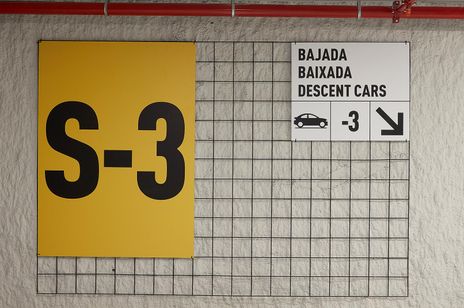 S-3
BAJADA
BAIXADA
DESCENT CARS
-3